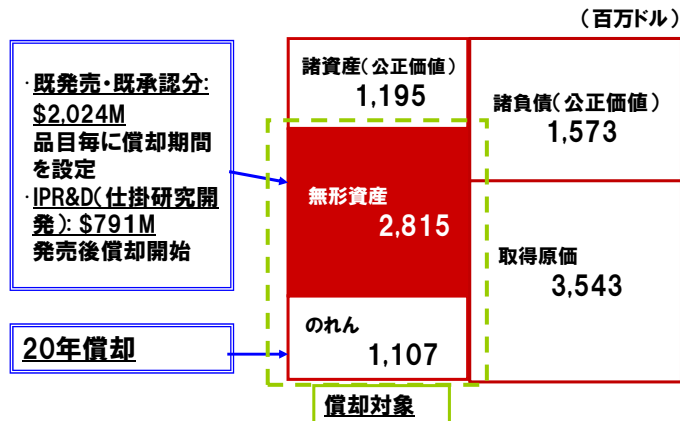 (百万ドル)
・既発売・既承認分:
$2,024M
品目毎に償却期間
を設定
・IPR&D(仕掛研究開
発): $791M
発売後償却開始
20年償却
諸資産(公正価値)
1,195
無形資産
2,815
のれん
1,107
償却対象
諸負債(公正価値)
1,573
取得原価
3,543